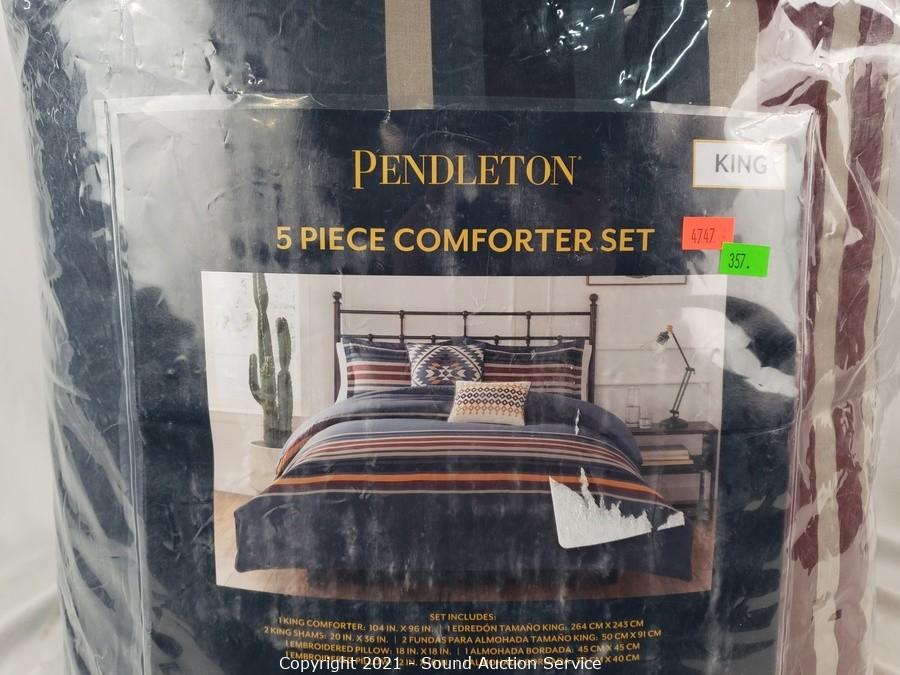 PENDLETON
KING
5 PIECE COMFORTER SET
4747
357.
SET INCLUDES:
1 KING COMFORTER: 104 IN. X 96 IN. | 1 EDREDÓN TAMAÑO KING: 264 CM X 243 CM
2 KING SHAMS: 20 IN. X 36 IN. | 2 FUNDAS PARA ALMOHADA TAMAÑO KING: 50 CM X 91 CM
1 EMBROIDERED PILLOW: 18 IN. X 18 IN. | 1 ALMOHADA BORDADA: 45 CM X 45 CM
Copyright 2021 - Sound Auction Service